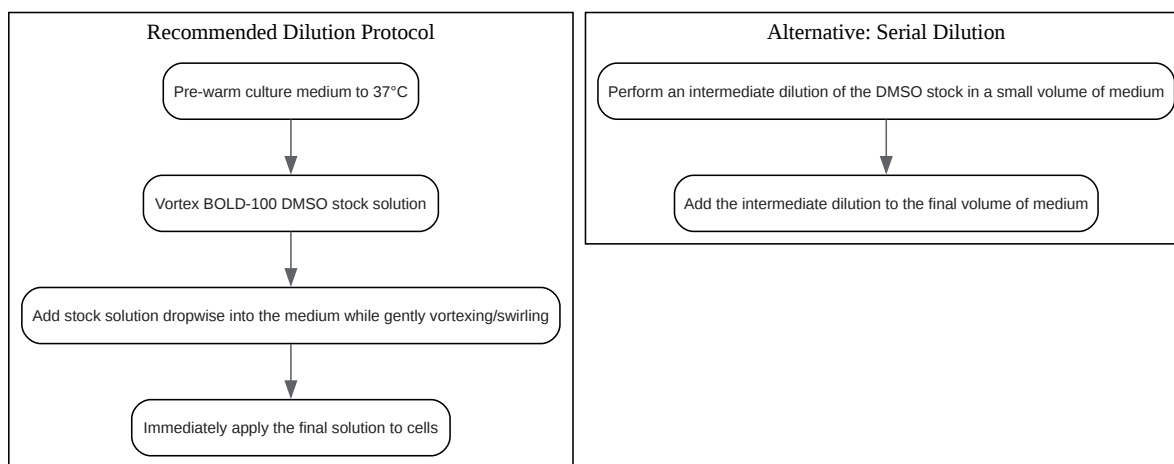 Recommended Dilution Protocol
Pre-warm culture medium to 37°C
Vortex BOLD-100 DMSO stock solution
Add stock solution dropwise into the medium while gently vortexing/swirling
Immediately apply the final solution to cells
Alternative: Serial Dilution
Perform an intermediate dilution of the DMSO stock in a small volume of medium
Add the intermediate dilution to the final volume of medium